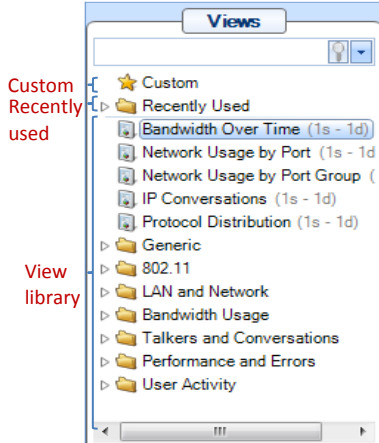 Views
Custom
Custom
Recently used
Recently Used
Bandwidth Over Time (1s - 1d)
Network Usage by Port (1s - 1d
Network Usage by Port Group (
IP Conversations (1s - 1d)
Protocol Distribution (1s - 1d)
Generic
View library
802.11
LAN and Network
Bandwidth Usage
Talkers and Conversations
Performance and Errors
User Activity